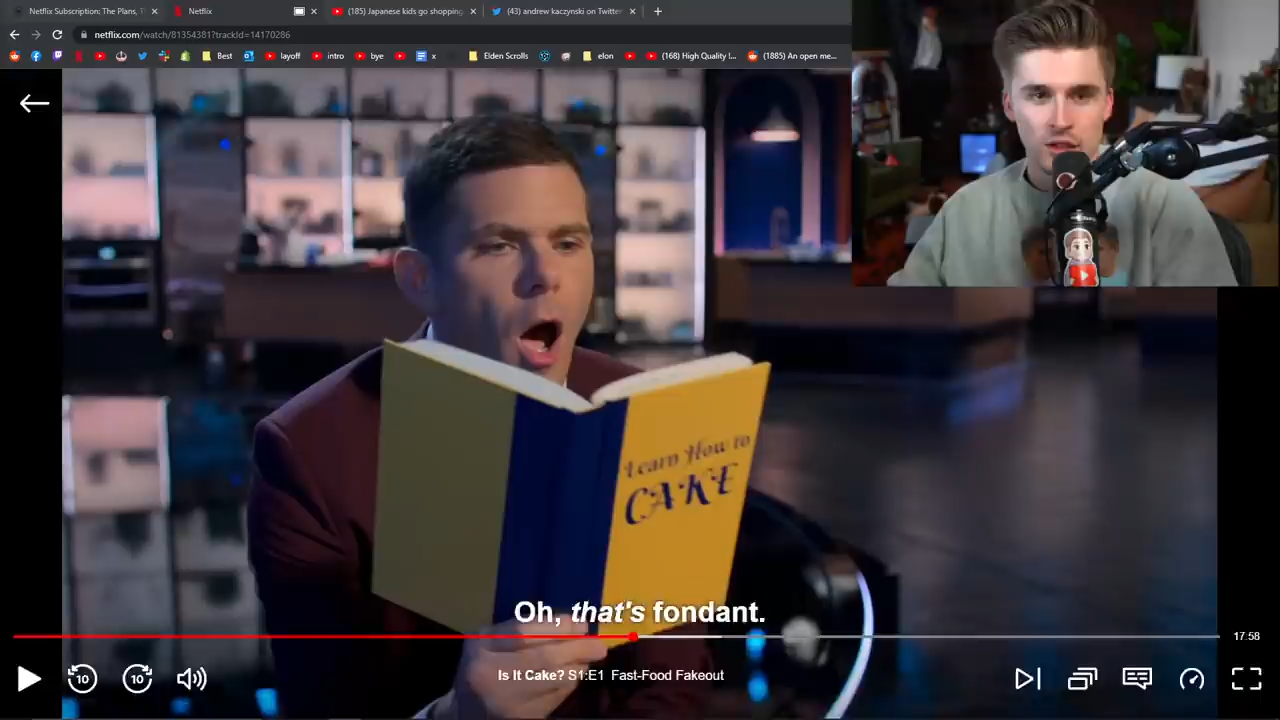 Netflix Subscription: The Plans, T
Netflix
(185) Japanese kids go shopping
(43) andrew kaczynski on Twitter
netflix.com/watch/81354381?trackId=14170286
Best
layoff
intro
bye
x
Elden Scrolls
elon
(168) High Quality I...
(1885) An open me...
Learn How to
CAKE
Oh, that's fondant.
17:58
10
10
Is It Cake? S1:E1 Fast-Food Fakeout